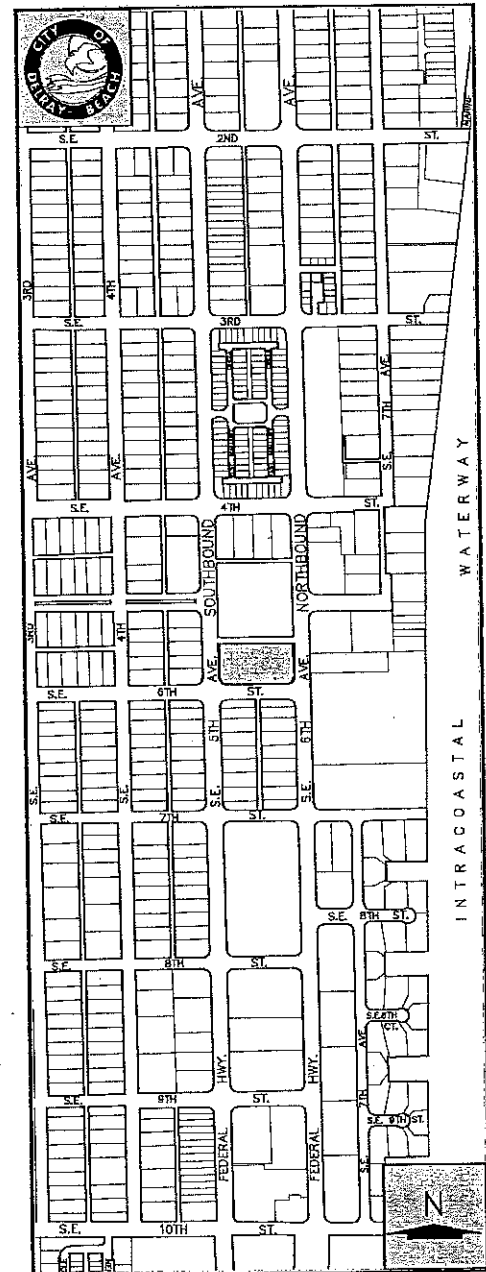 CITY OF
DELRAY BEACH
AVE.
AVE.
S.E. 2ND ST.
3RD
4TH
S.E. 3RD ST.
AVE.
AVE.
S.E. 7TH AVE.
S.E. 4TH ST.
SOUTHBOUND
NORTHBOUND
WATERWAY
3RD
4TH
AVE.
AVE.
S.E. 6TH ST.
S.E.
S.E.
S.E. 5TH
S.E. 6TH
S.E. 7TH ST.
INTRACOASTAL
S.E. 8TH ST.
S.E. 8TH ST.
S.E. 8TH
CT.
HWY.
HWY.
7TH AVE
S.E. 9TH ST.
S.E. 9TH ST.
FEDERAL
FEDERAL
S.E.
N
S.E. 10TH ST.